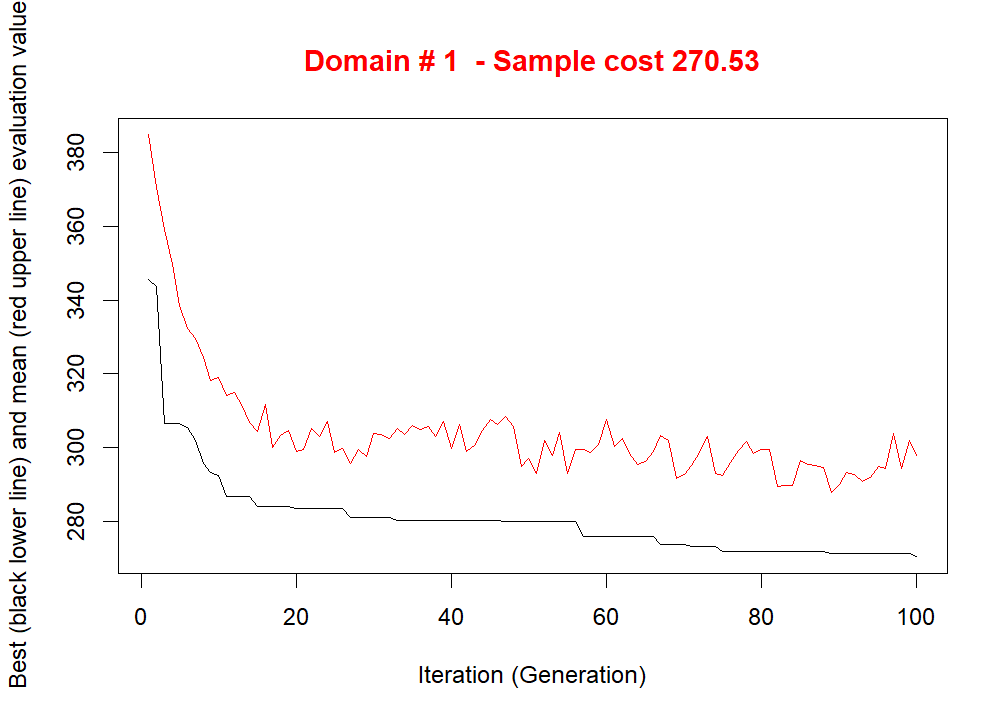 Domain # 1  - Sample cost 270.53
Best (black lower line) and mean (red upper line) evaluation value
380
360
340
320
300
280
0 20 40 60 80 100
Iteration (Generation)